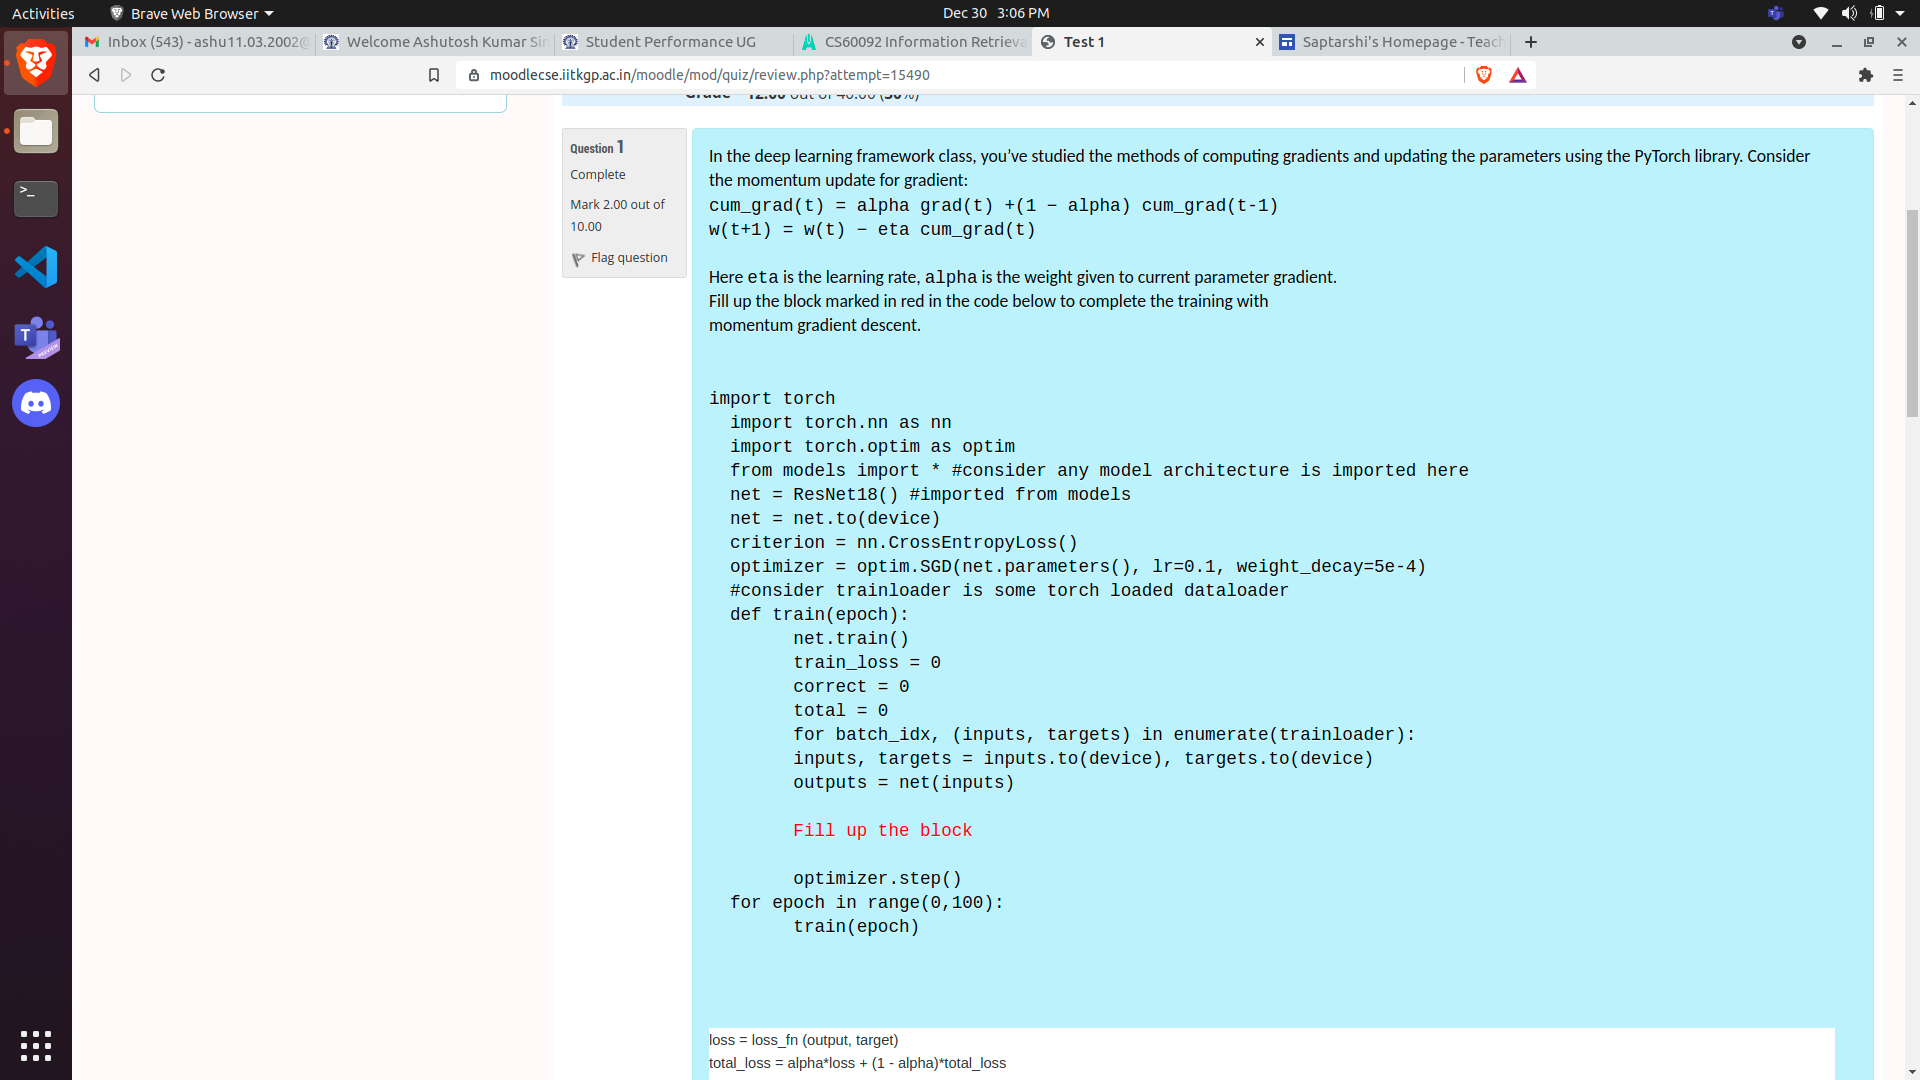 Activities
Brave Web Browser
Dec 30 3:06 PM
Inbox (543) - ashu11.03.2002@
Welcome Ashutosh Kumar Sin
Student Performance UG
CS60092 Information Retrieva
Test 1
Saptarshi's Homepage - Teach
moodlecse.iitkgp.ac.in/moodle/mod/quiz/review.php?attempt=15490
Grade 12.00 out of 40.00 (30%)
Question 1
Complete
Mark 2.00 out of
10.00
Flag question
In the deep learning framework class, you've studied the methods of computing gradients and updating the parameters using the PyTorch library. Consider
the momentum update for gradient:
cum_grad(t) = alpha grad(t) +(1 − alpha) cum_grad(t-1)
w(t+1) = w(t) − eta cum_grad(t)
Here eta is the learning rate, alpha is the weight given to current parameter gradient.
Fill up the block marked in red in the code below to complete the training with
momentum gradient descent.
import torch
import torch.nn as nn
import torch.optim as optim
from models import * #consider any model architecture is imported here
net = ResNet18() #imported from models
net = net.to(device)
criterion = nn.CrossEntropyLoss()
optimizer = optim.SGD(net.parameters(), lr=0.1, weight_decay=5e-4)
#consider trainloader is some torch loaded dataloader
def train(epoch):
net.train()
train_loss = 0
correct = 0
total = 0
for batch_idx, (inputs, targets) in enumerate(trainloader):
inputs, targets = inputs.to(device), targets.to(device)
outputs = net(inputs)
Fill up the block
optimizer.step()
for epoch in range(0,100):
train(epoch)
loss = loss_fn (output, target)
total_loss = alpha*loss + (1 - alpha)*total_loss